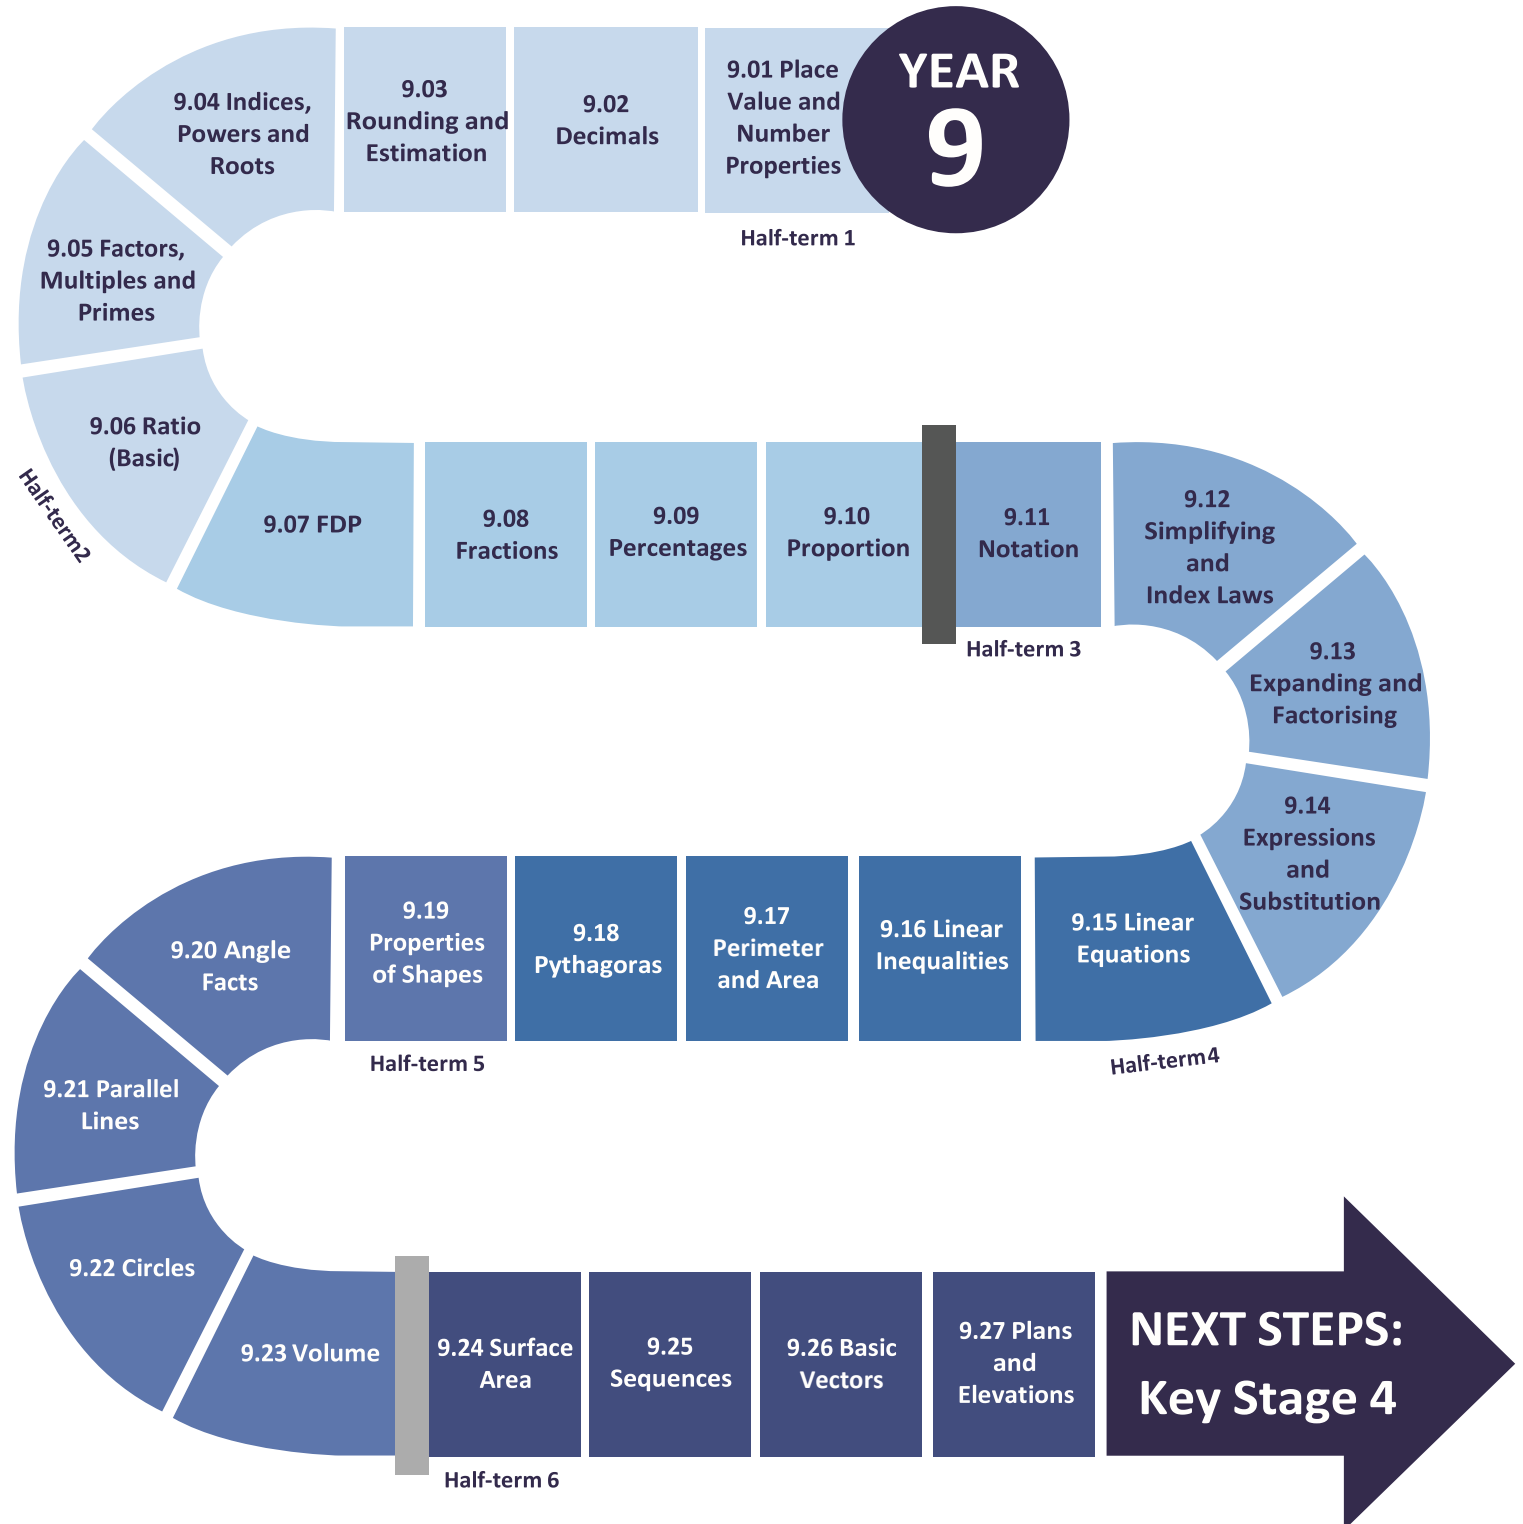 YEAR
9
9.01 Place
Value and
Number
Properties
Half-term 1
9.02
Decimals
9.03
Rounding and
Estimation
9.04 Indices,
Powers and
Roots
9.05 Factors,
Multiples and
Primes
9.06 Ratio
(Basic)
Half-term2
9.07 FDP
9.08
Fractions
9.09
Percentages
9.10
Proportion
9.11
Notation
Half-term 3
9.12
Simplifying
and
Index Laws
9.13
Expanding and
Factorising
9.14
Expressions
and
Substitution
9.15 Linear
Equations
Half-term4
9.16 Linear
Inequalities
9.17
Perimeter
and Area
9.18
Pythagoras
9.19
Properties
of Shapes
Half-term 5
9.20 Angle
Facts
9.21 Parallel
Lines
9.22 Circles
9.23 Volume
9.24 Surface
Area
Half-term 6
9.25
Sequences
9.26 Basic
Vectors
9.27 Plans
and
Elevations
NEXT STEPS:
Key Stage 4